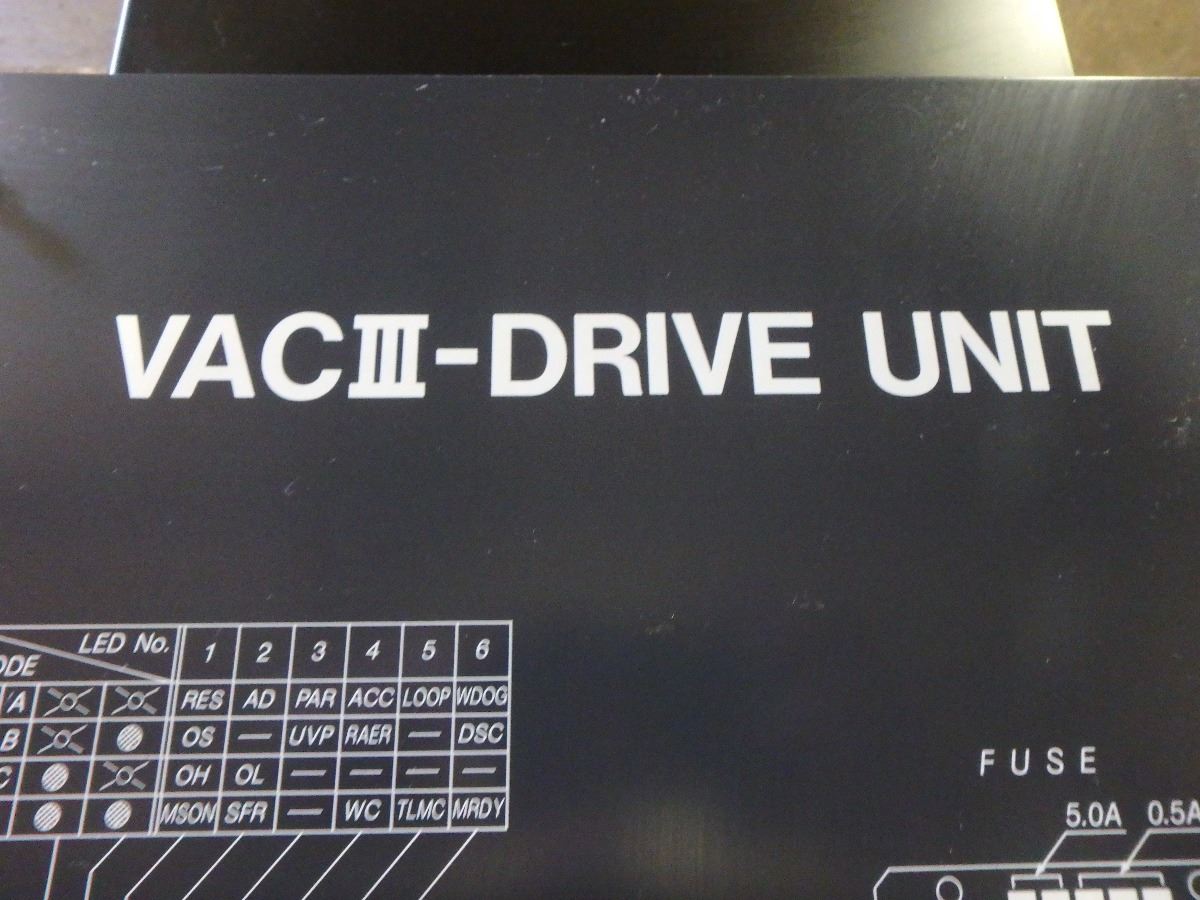 VACIII-DRIVE UNIT
LED No. 1 2 3 4 5 6
ODE
A RES AD PAR ACC LOOP WDOG
B OS — UVP RAER — DSC
C OH OL — — — —
MSON SFR — WC TLMC MRDY
FUSE
5.0A 0.5A